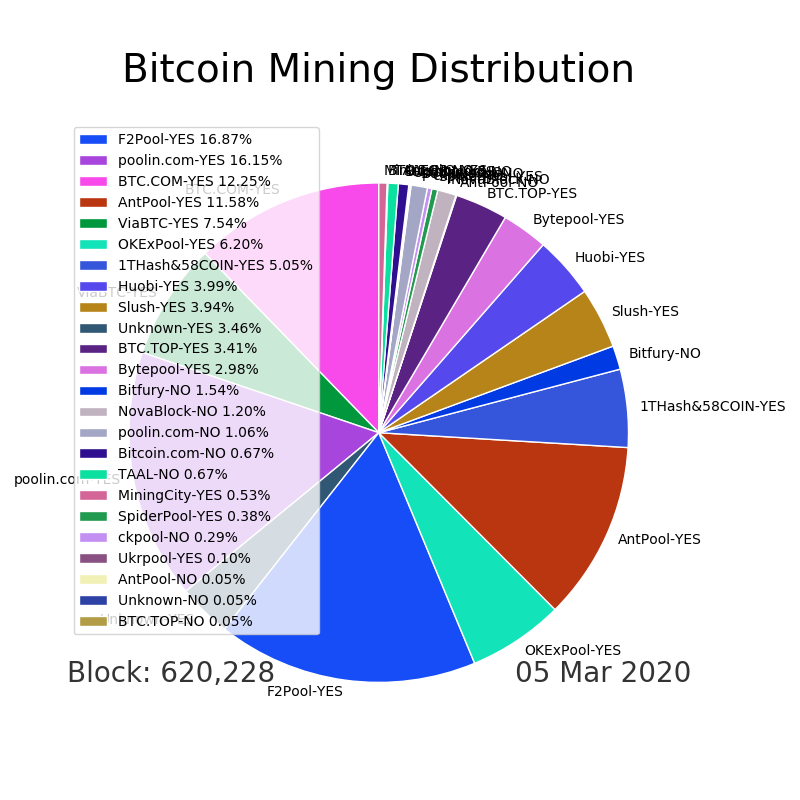 Bitcoin Mining Distribution
F2Pool-YES 16.87%
poolin.com-YES 16.15%
BTC.COM-YES 12.25%
AntPool-YES 11.58%
ViaBTC-YES 7.54%
OKExPool-YES 6.20%
1THash&58COIN-YES 5.05%
Huobi-YES 3.99%
Slush-YES 3.94%
Unknown-YES 3.46%
BTC.TOP-YES 3.41%
Bytepool-YES 2.98%
Bitfury-NO 1.54%
NovaBlock-NO 1.20%
poolin.com-NO 1.06%
Bitcoin.com-NO 0.67%
TAAL-NO 0.67%
MiningCity-YES 0.53%
SpiderPool-YES 0.38%
ckpool-NO 0.29%
Ukrpool-YES 0.10%
AntPool-NO 0.05%
Unknown-NO 0.05%
BTC.TOP-NO 0.05%
AntPool-NO
BTC.TOP-YES
Bytepool-YES
Huobi-YES
Slush-YES
Bitfury-NO
1THash&58COIN-YES
AntPool-YES
OKExPool-YES
F2Pool-YES
Unknown-YES
poolin.com-YES
ViaBTC-YES
BTC.COM-YES
Block: 620,228
05 Mar 2020